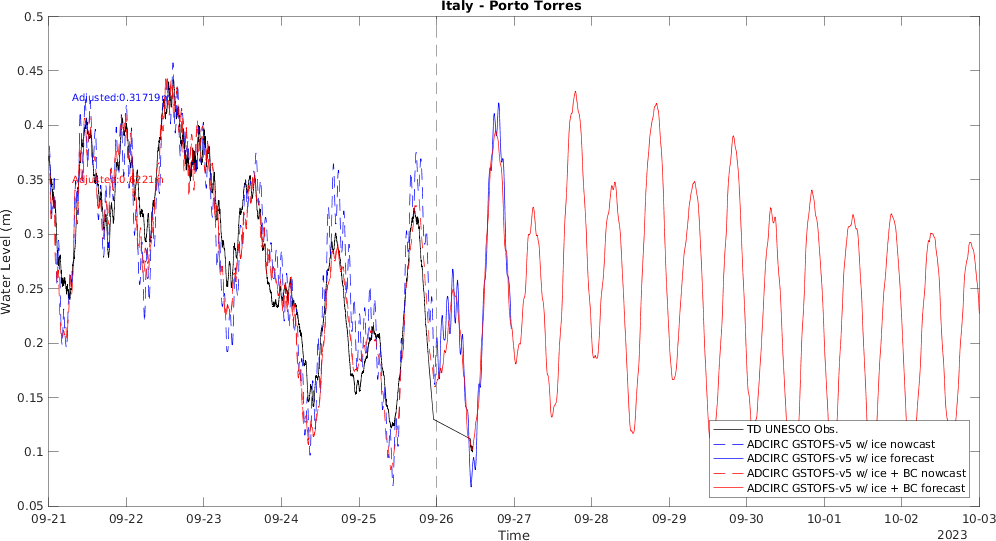 Italy - Porto Torres
Water Level (m)
0.5
0.45
0.4
0.35
0.3
0.25
0.2
0.15
0.1
0.05
Adjusted:0.31719
09-21
09-22
09-23
09-24
09-25
09-26
09-27
09-28
09-29
09-30
10-01
10-02
10-03
Time
2023
TD UNESCO Obs.
ADCIRC GSTOFS-v5 w/ ice nowcast
ADCIRC GSTOFS-v5 w/ ice forecast
ADCIRC GSTOFS-v5 w/ ice + BC nowcast
ADCIRC GSTOFS-v5 w/ ice + BC forecast